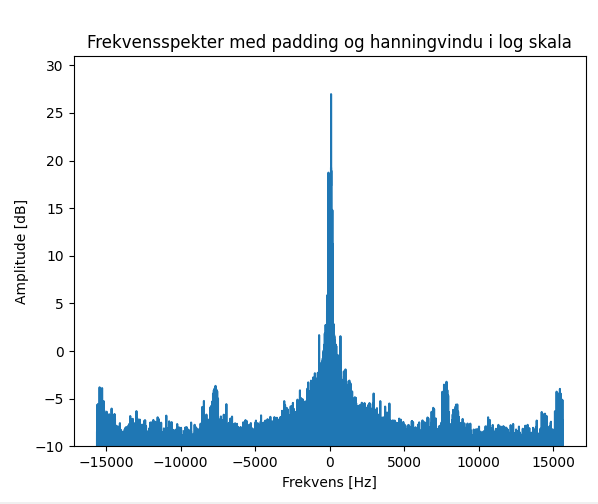 Frekvensspekter med padding og hanningvindu i log skala
30
25
20
15
10
5
0
−5
−10
Amplitude [dB]
−15000 −10000 −5000 0 5000 10000 15000
Frekvens [Hz]